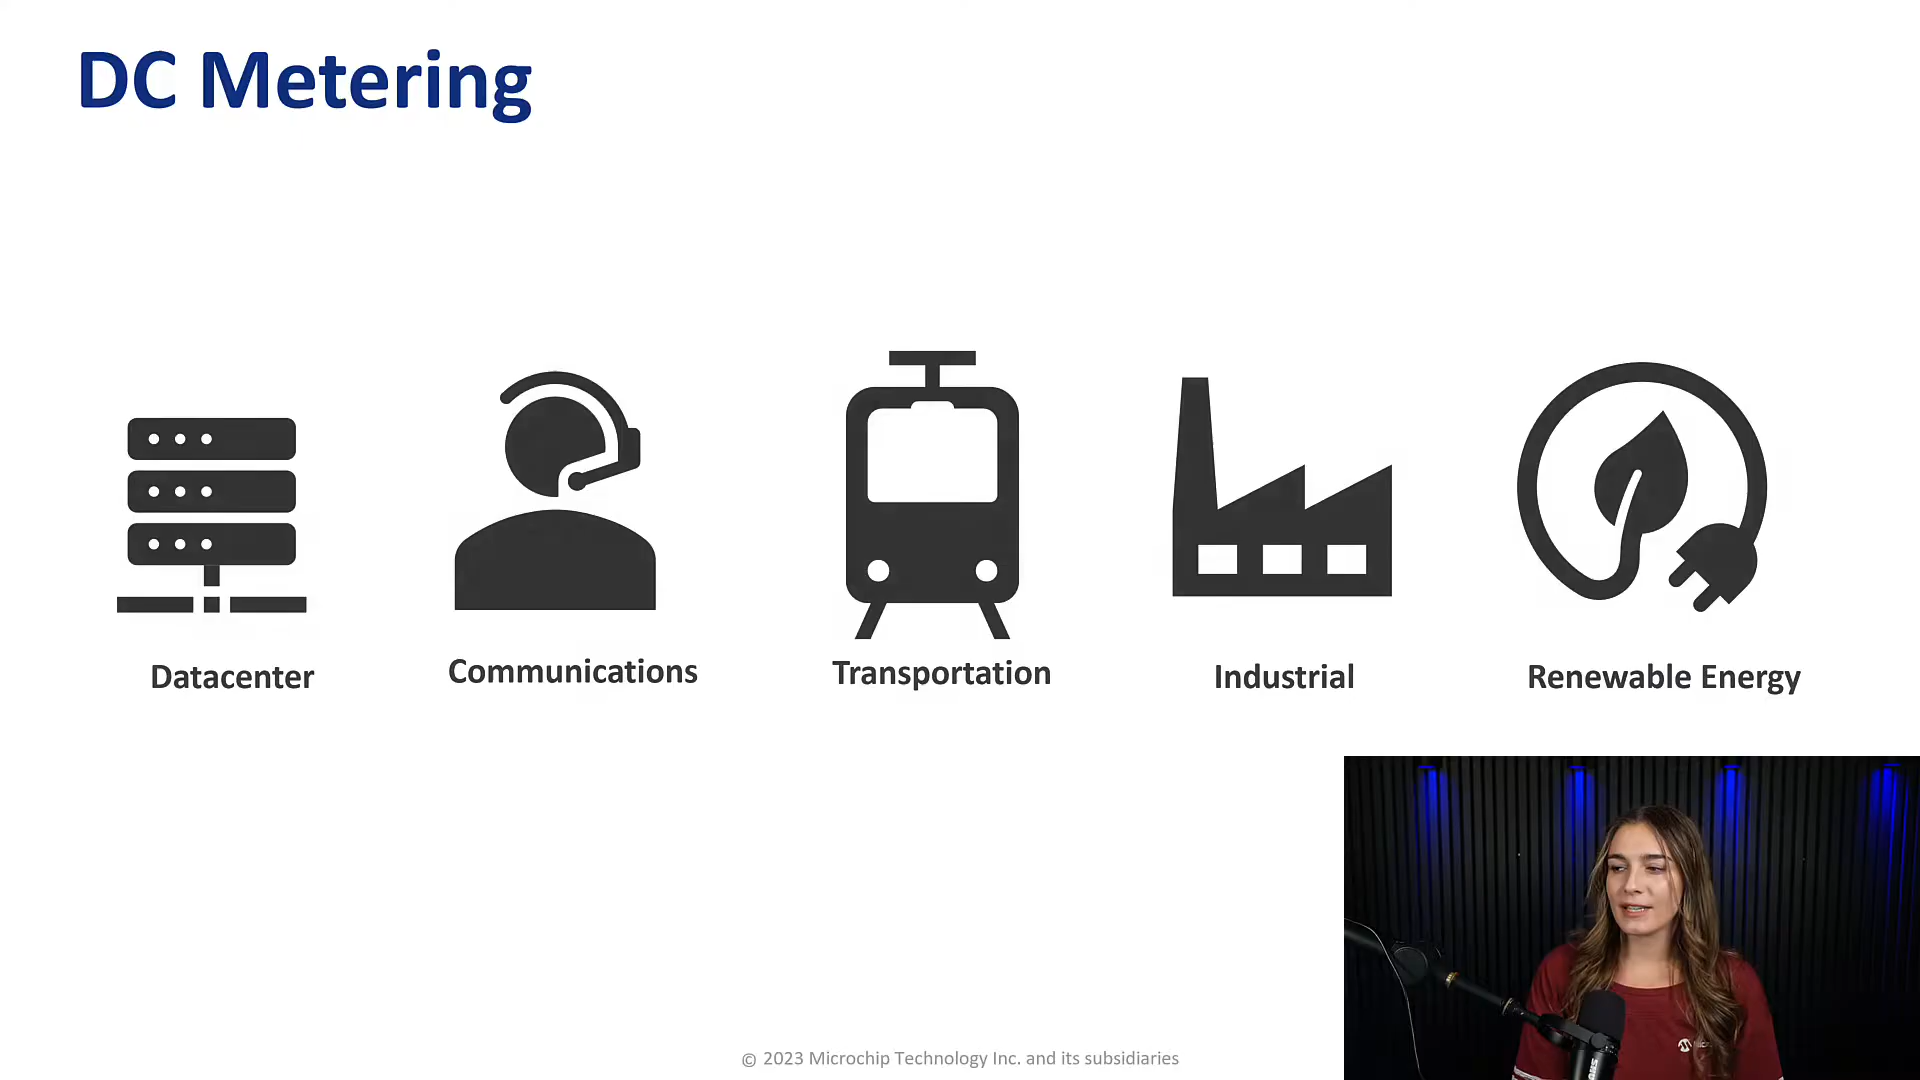 DC Metering
Datacenter
Communications
Transportation
Industrial
Renewable Energy
© 2023 Microchip Technology Inc. and its subsidiaries